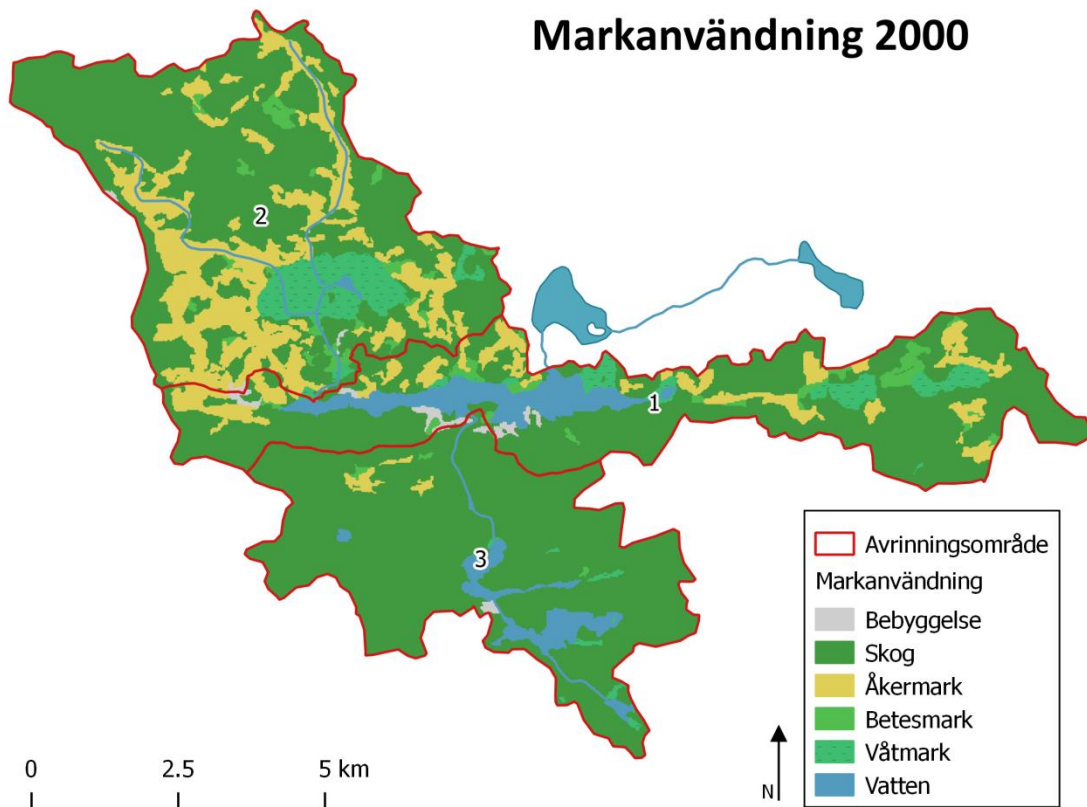 Markanvändning 2000
2
1
3
Avrinningsområde
Markanvändning
Bebyggelse
Skog
Åkermark
Betesmark
Våtmark
Vatten
0 2.5 5 km
N